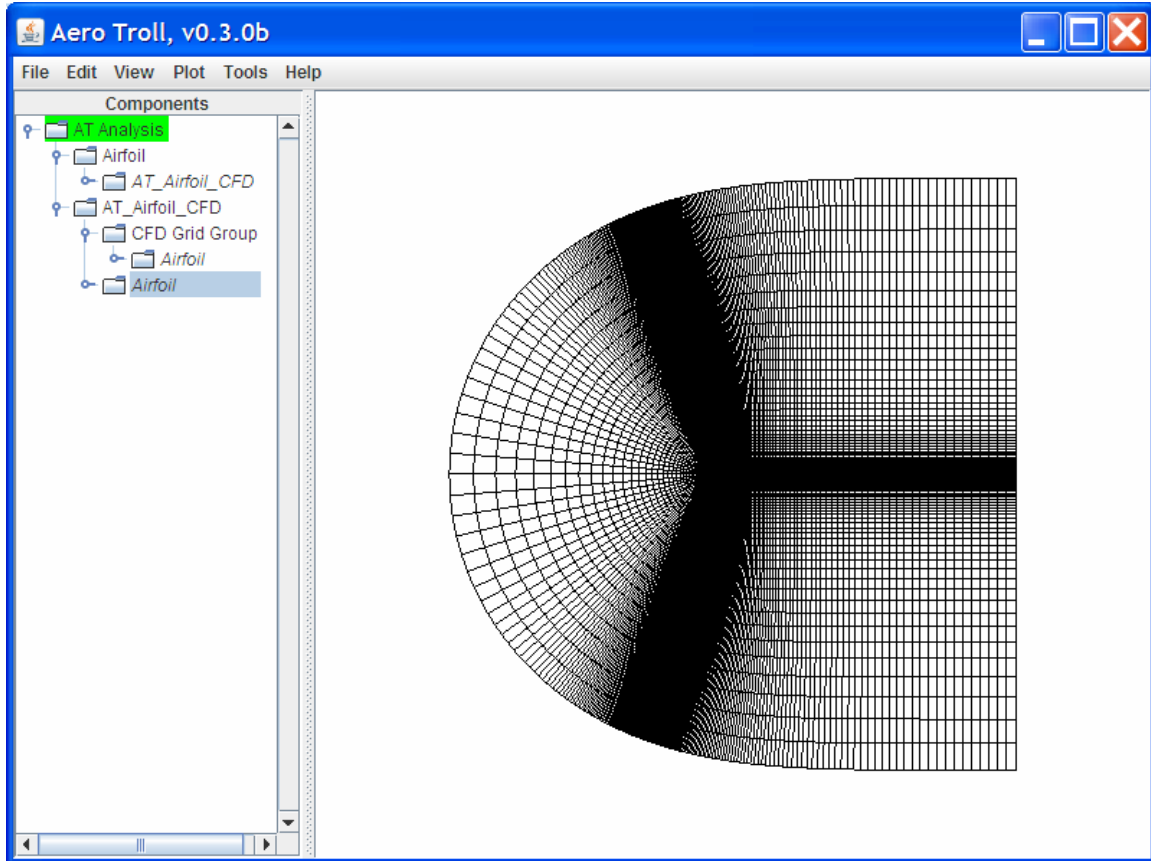 Aero Troll, v0.3.0b
File Edit View Plot Tools Help
Components
AT Analysis
Airfoil
AT_Airfoil_CFD
AT_Airfoil_CFD
CFD Grid Group
Airfoil
Airfoil